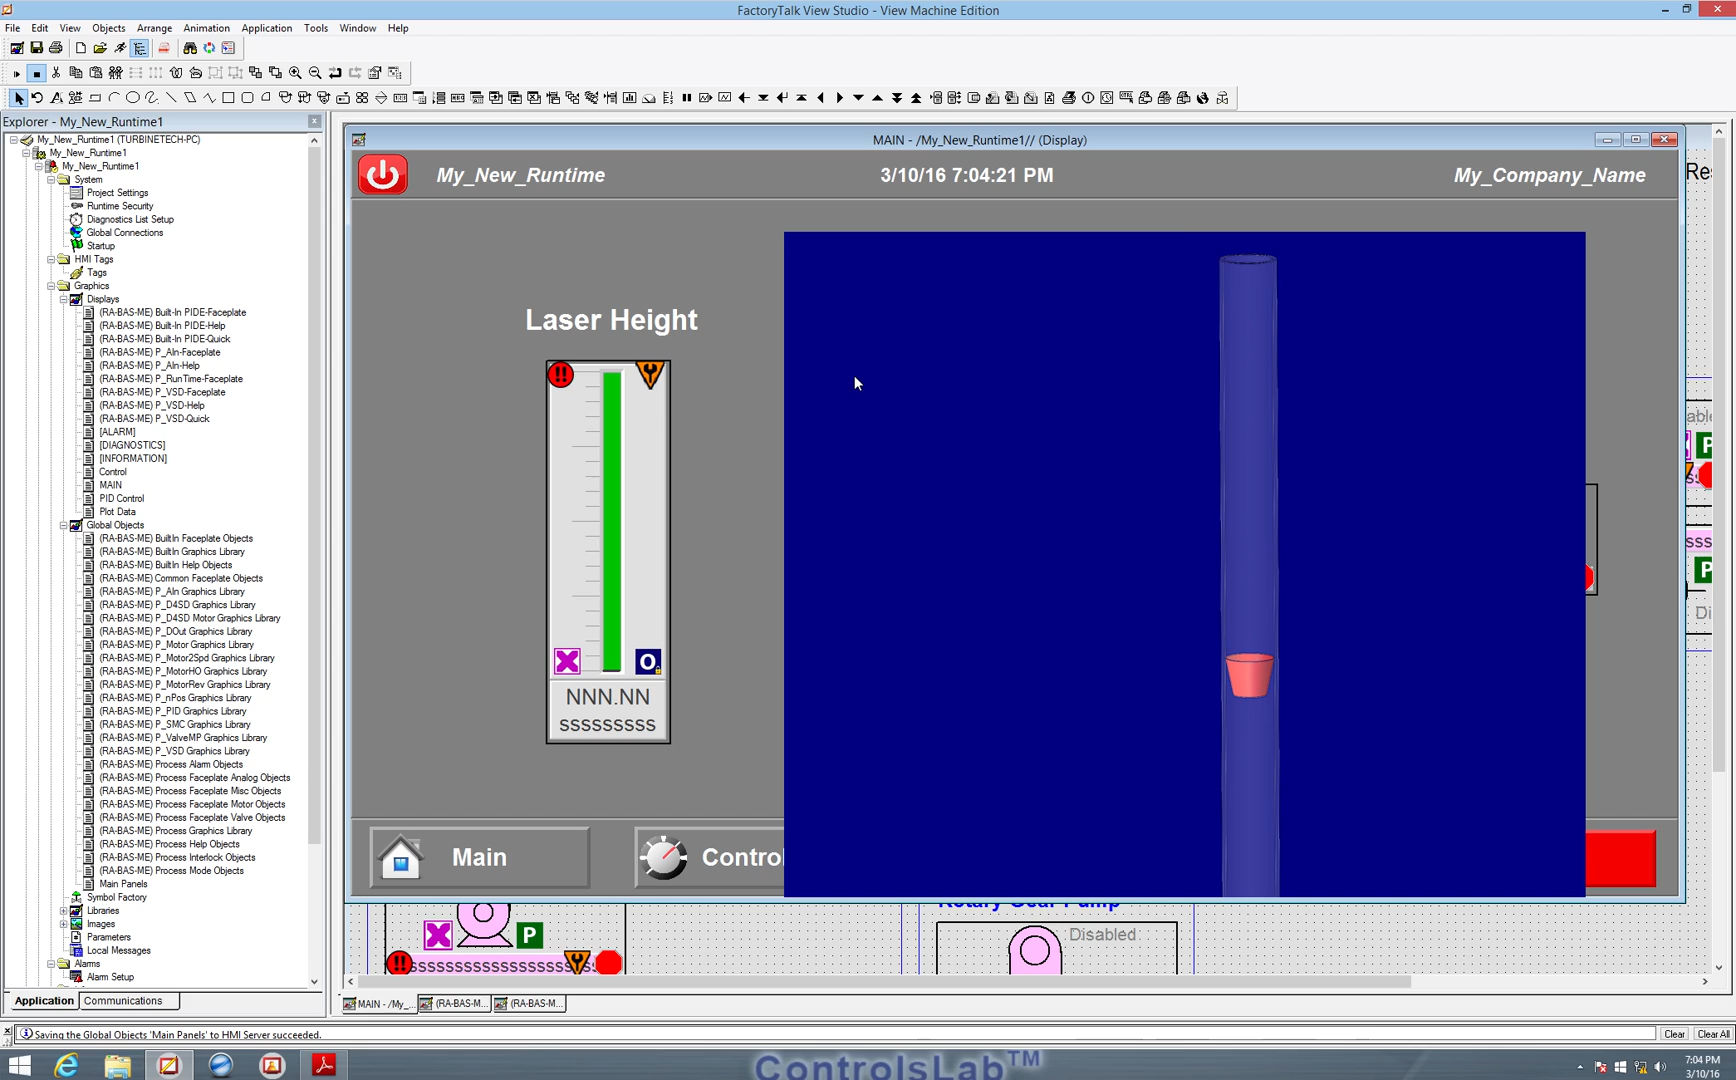 FactoryTalk View Studio - View Machine Edition
File Edit View Objects Arrange Animation Application Tools Window Help
Explorer - My_New_Runtime1
My_New_Runtime1 (TURBINETECH-PC)
My_New_Runtime1
My_New_Runtime1
System
Project Settings
Runtime Security
Diagnostics List Setup
Global Connections
Startup
HMI Tags
Tags
Graphics
Displays
(RA-BAS-ME) Built-In PIDE-Faceplate
(RA-BAS-ME) Built-In PIDE-Help
(RA-BAS-ME) Built-In PIDE-Quick
(RA-BAS-ME) P_AIn-Faceplate
(RA-BAS-ME) P_AIn-Help
(RA-BAS-ME) P_RunTime-Faceplate
(RA-BAS-ME) P_VSD-Faceplate
(RA-BAS-ME) P_VSD-Help
(RA-BAS-ME) P_VSD-Quick
[ALARM]
[DIAGNOSTICS]
[INFORMATION]
Control
MAIN
PID Control
Plot Data
Global Objects
(RA-BAS-ME) BuiltIn Faceplate Objects
(RA-BAS-ME) BuiltIn Graphics Library
(RA-BAS-ME) BuiltIn Help Objects
(RA-BAS-ME) Common Faceplate Objects
(RA-BAS-ME) P_AIn Graphics Library
(RA-BAS-ME) P_D4SD Graphics Library
(RA-BAS-ME) P_D4SD Motor Graphics Library
(RA-BAS-ME) P_DOut Graphics Library
(RA-BAS-ME) P_Motor Graphics Library
(RA-BAS-ME) P_Motor2Spd Graphics Library
(RA-BAS-ME) P_MotorHO Graphics Library
(RA-BAS-ME) P_MotorRev Graphics Library
(RA-BAS-ME) P_nPos Graphics Library
(RA-BAS-ME) P_PID Graphics Library
(RA-BAS-ME) P_SMC Graphics Library
(RA-BAS-ME) P_ValveMP Graphics Library
(RA-BAS-ME) P_VSD Graphics Library
(RA-BAS-ME) Process Alarm Objects
(RA-BAS-ME) Process Faceplate Analog Objects
(RA-BAS-ME) Process Faceplate Misc Objects
(RA-BAS-ME) Process Faceplate Motor Objects
(RA-BAS-ME) Process Faceplate Valve Objects
(RA-BAS-ME) Process Graphics Library
(RA-BAS-ME) Process Help Objects
(RA-BAS-ME) Process Interlock Objects
(RA-BAS-ME) Process Mode Objects
Main Panels
Symbol Factory
Libraries
Images
Parameters
Local Messages
Alarms
Alarm Setup
Application Communications
MAIN - /My_New_Runtime1// (Display)
My_New_Runtime 3/10/16 7:04:21 PM My_Company_Name
Laser Height
!!
O
NNN.NN
sssssssss
Main
Contro
P
P
Disabled
MAIN - /My_... (RA-BAS-M... (RA-BAS-M...
Saving the Global Objects 'Main Panels' to HMI Server succeeded.
Clear Clear All
ControlsLab™
7:04 PM
3/10/16